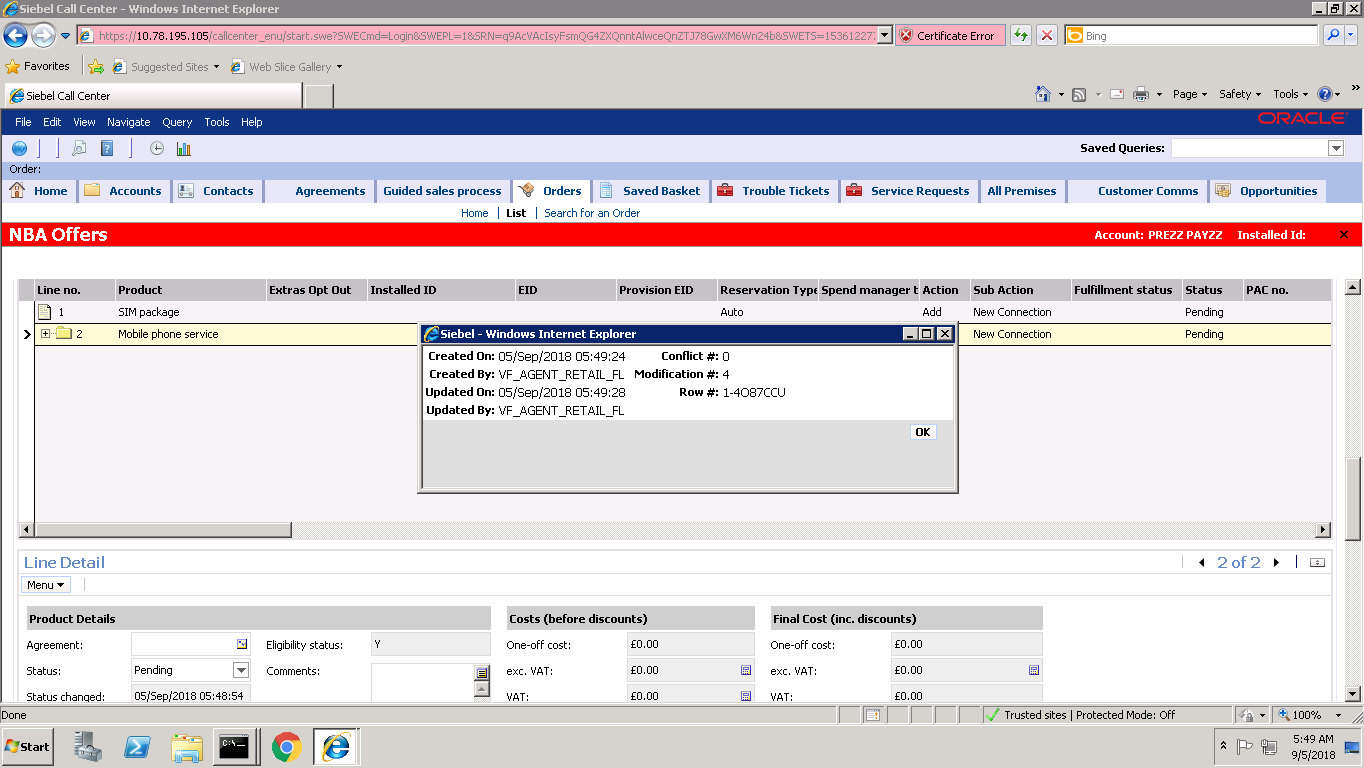 Siebel Call Center - Windows Internet Explorer
https://10.78.195.105/callcenter_enu/start.swe?SWECmd=Login&SWEPL=1&SRN= Certificate Error Bing
Favorites Suggested Sites Web Slice Gallery
Siebel Call Center Page Safety Tools
File Edit View Navigate Query Tools Help ORACLE
Saved Queries:
Order:
Home Accounts Contacts Agreements Guided sales process Orders Saved Basket Trouble Tickets Service Requests All Premises Customer Comms Opportunities
Home List Search for an Order
NBA Offers Account: PREZZ PAYZZ Installed Id:
Line no. Product Extras Opt Out Installed ID EID Provision EID Reservation Type Spend manager t Action Sub Action Fulfillment status Status PAC no.
1 SIM package Auto Add New Connection Pending
2 Mobile phone service New Connection Pending
Siebel - Windows Internet Explorer
Created On: 05/Sep/2018 05:49:24 Conflict #: 0
Created By: VF_AGENT_RETAIL_FL Modification #: 4
Updated On: 05/Sep/2018 05:49:28 Row #: 1-4O87CCU
Updated By: VF_AGENT_RETAIL_FL
OK
Line Detail 2 of 2
Menu
Product Details Costs (before discounts) Final Cost (inc. discounts)
Agreement: Eligibility status: Y One-off cost: £0.00 One-off cost: £0.00
Status: Pending Comments: exc. VAT: £0.00 exc. VAT: £0.00
Status changed: 05/Sep/2018 05:48:54 VAT: £0.00 VAT: £0.00
Done Trusted sites | Protected Mode: Off 100%
Start 5:49 AM
9/5/2018